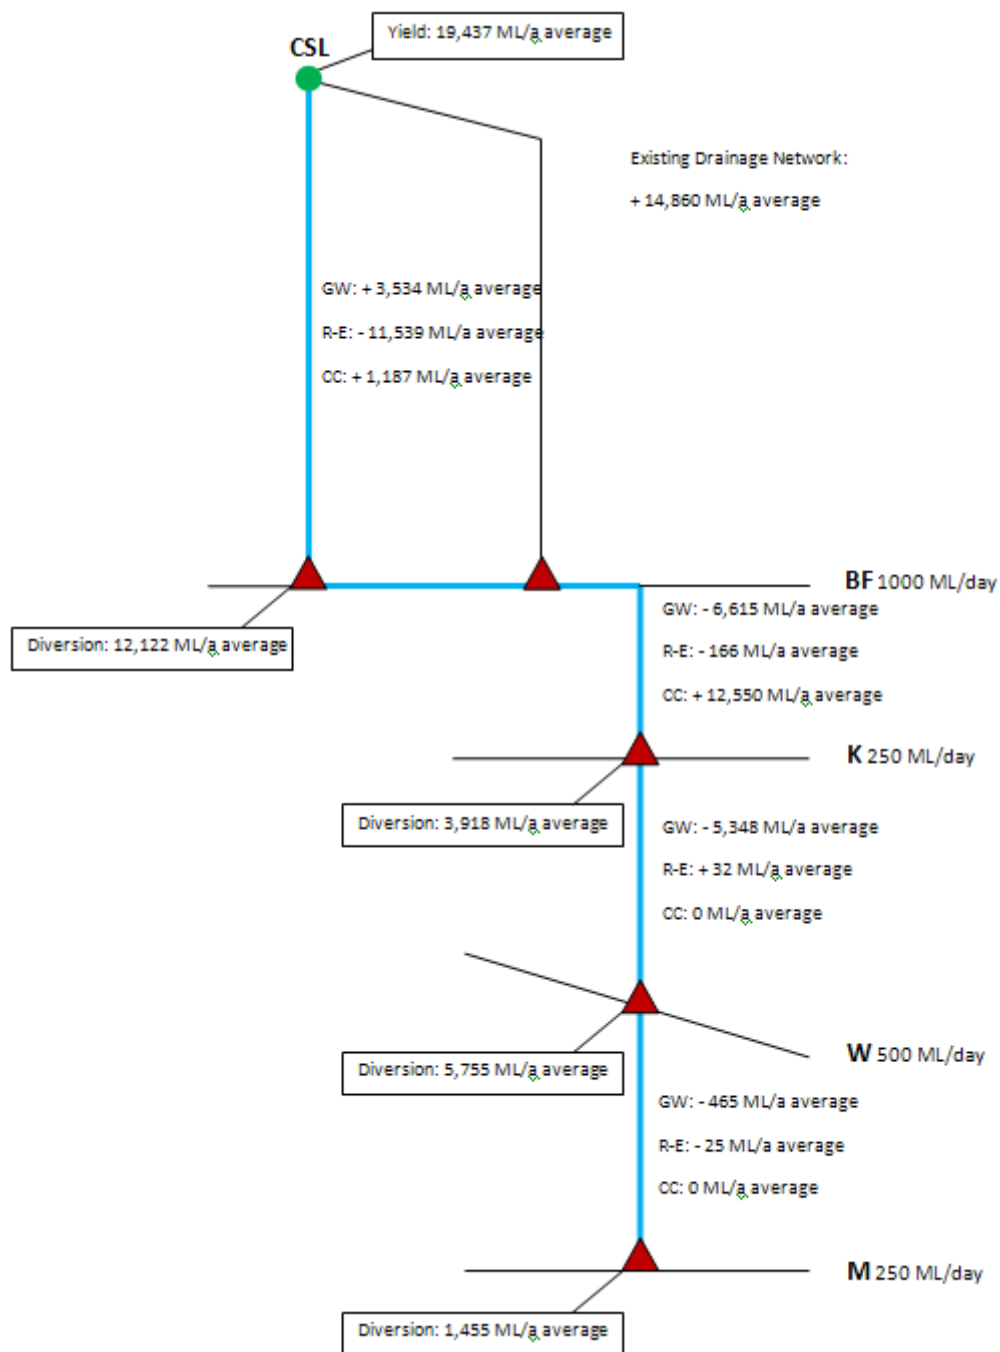 Yield: 19,437 ML/a average
CSL
Existing Drainage Network:
+ 14,860 ML/a average
GW: + 3,534 ML/a average
R-E: - 11,539 ML/a average
CC: + 1,187 ML/a average
BF 1000 ML/day
GW: - 6,615 ML/a average
Diversion: 12,122 ML/a average
R-E: - 166 ML/a average
CC: + 12,550 ML/a average
K 250 ML/day
Diversion: 3,918 ML/a average
GW: - 5,348 ML/a average
R-E: + 32 ML/a average
CC: 0 ML/a average
W 500 ML/day
Diversion: 5,755 ML/a average
GW: - 465 ML/a average
R-E: - 25 ML/a average
CC: 0 ML/a average
M 250 ML/day
Diversion: 1,455 ML/a average